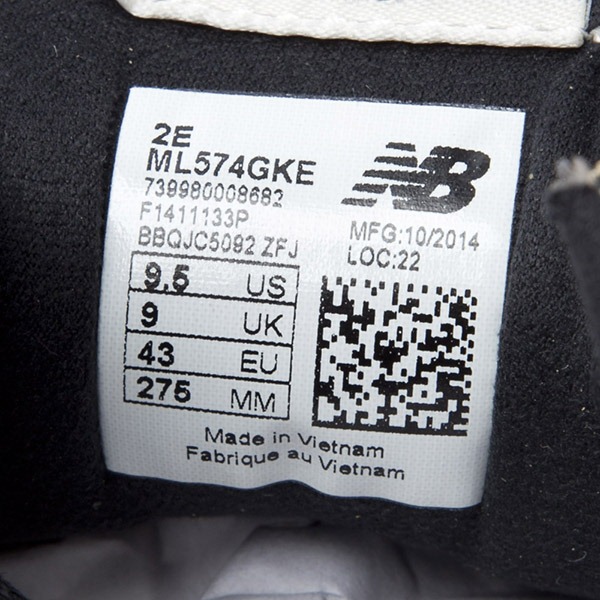 2E
ML574GKE
739980008682
F1411133P
BBQJC5092 ZFJ
NB
MFG:10/2014
LOC:22
9.5 US
9 UK
43 EU
275 MM
Made in Vietnam
Fabrique au Vietnam